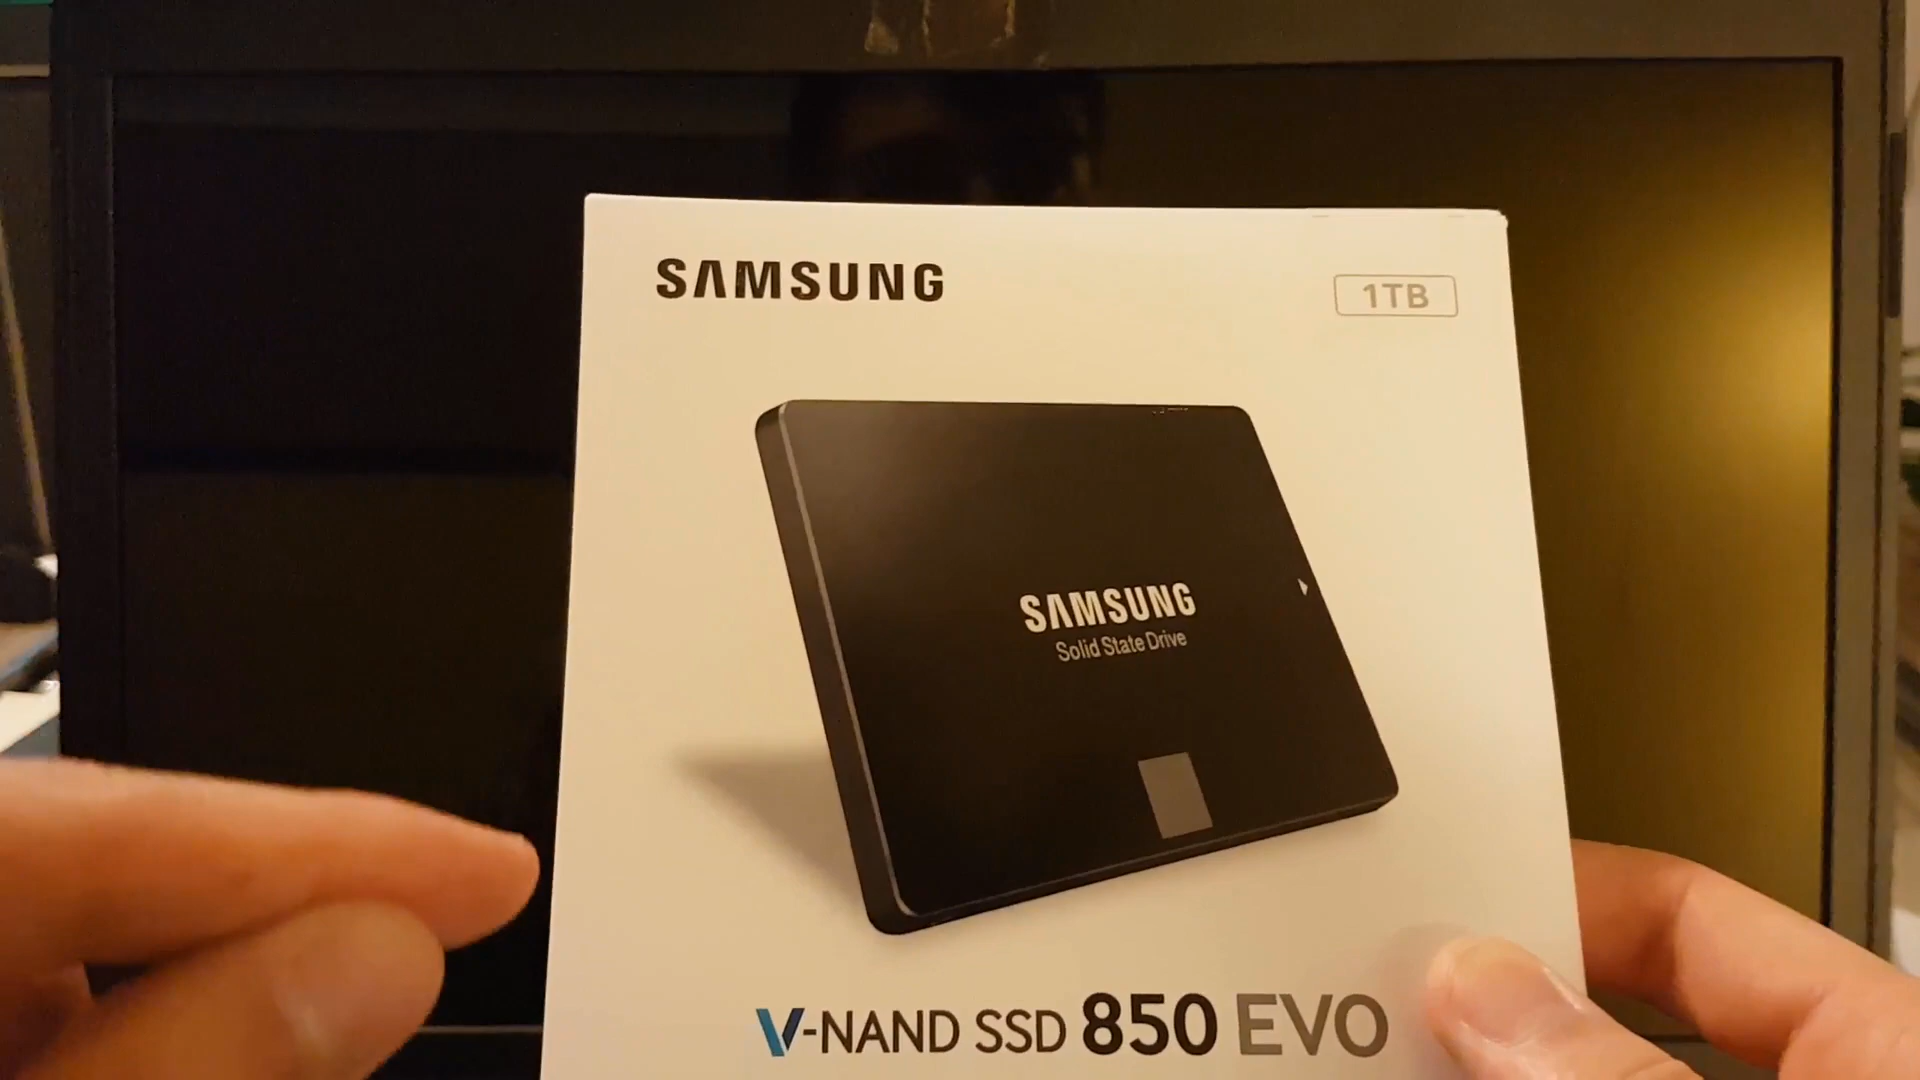 SAMSUNG
1TB
SAMSUNG
Solid State Drive
V-NAND SSD 850 EVO